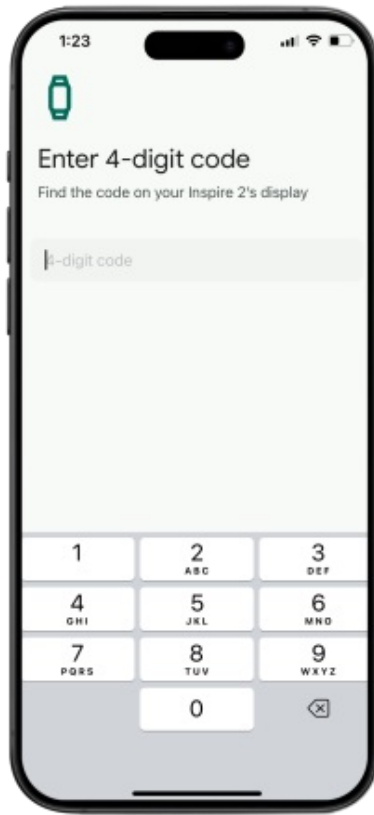 1:23
Enter 4-digit code
Find the code on your Inspire 2's display
4-digit code
1 2 3
ABC DEF
4 5 6
GHI JKL MNO
7 8 9
PQRS TUV WXYZ
0